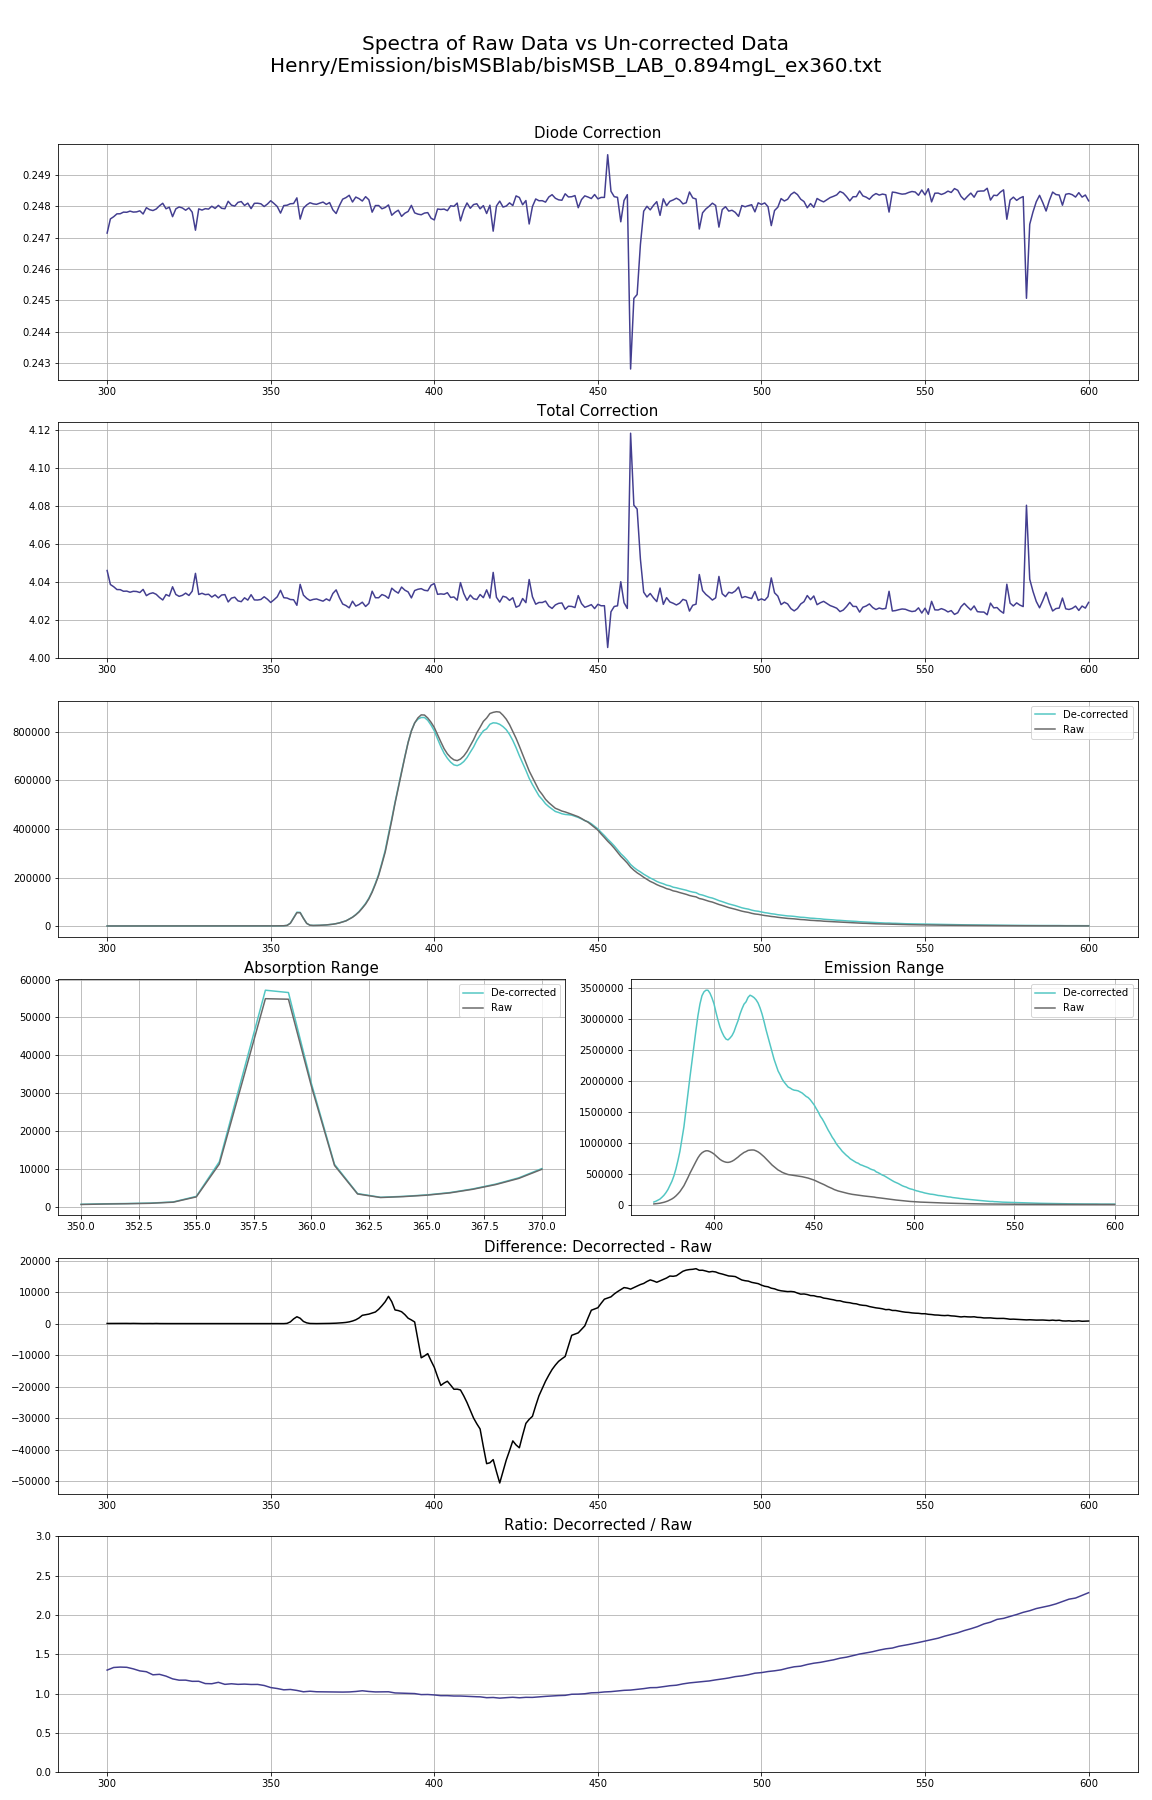 Spectra of Raw Data vs Un-corrected Data
Henry/Emission/bisMSBlab/bisMSB_LAB_0.894mgL_ex360.txt
Diode Correction
0.249
0.248
0.247
0.246
0.245
0.244
0.243
300 350 400 450 500 550 600
Total Correction
4.12
4.10
4.08
4.06
4.04
4.02
4.00
300 350 400 450 500 550 600
De-corrected
Raw
800000
600000
400000
200000
0
300 350 400 450 500 550 600
Absorption Range
De-corrected
Raw
60000
50000
40000
30000
20000
10000
0
350.0 352.5 355.0 357.5 360.0 362.5 365.0 367.5 370.0
Emission Range
De-corrected
Raw
3500000
3000000
2500000
2000000
1500000
1000000
500000
0
400 450 500 550 600
Difference: Decorrected - Raw
20000
10000
0
−10000
−20000
−30000
−40000
−50000
300 350 400 450 500 550 600
Ratio: Decorrected / Raw
3.0
2.5
2.0
1.5
1.0
0.5
0.0
300 350 400 450 500 550 600